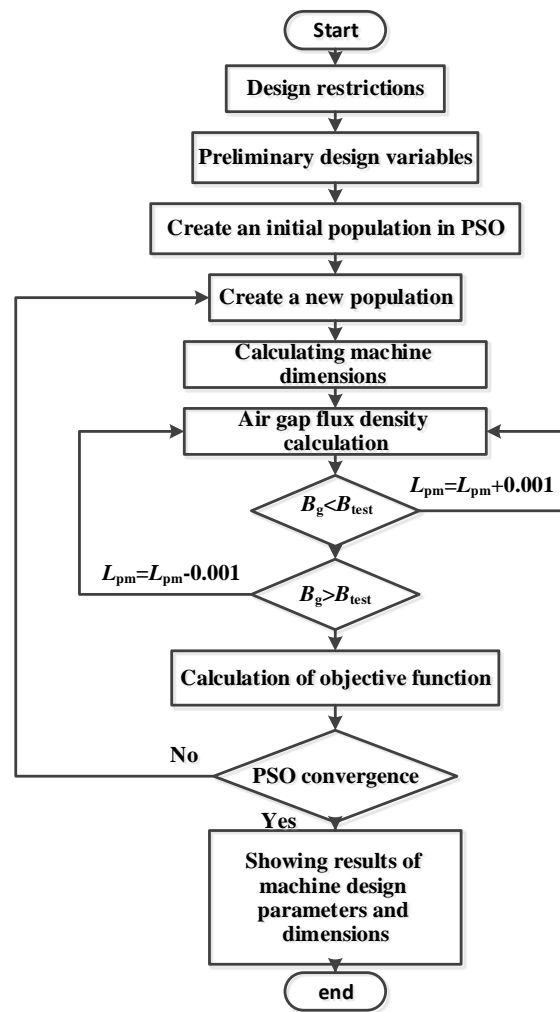 Start
Design restrictions
Preliminary design variables
Create an initial population in PSO
Create a new population
Calculating machine
dimensions
Air gap flux density
calculation
Bg<Btest
Lpm=Lpm+0.001
Lpm=Lpm-0.001
Bg>Btest
Calculation of objective function
No
PSO convergence
Yes
Showing results of
machine design
parameters and
dimensions
end